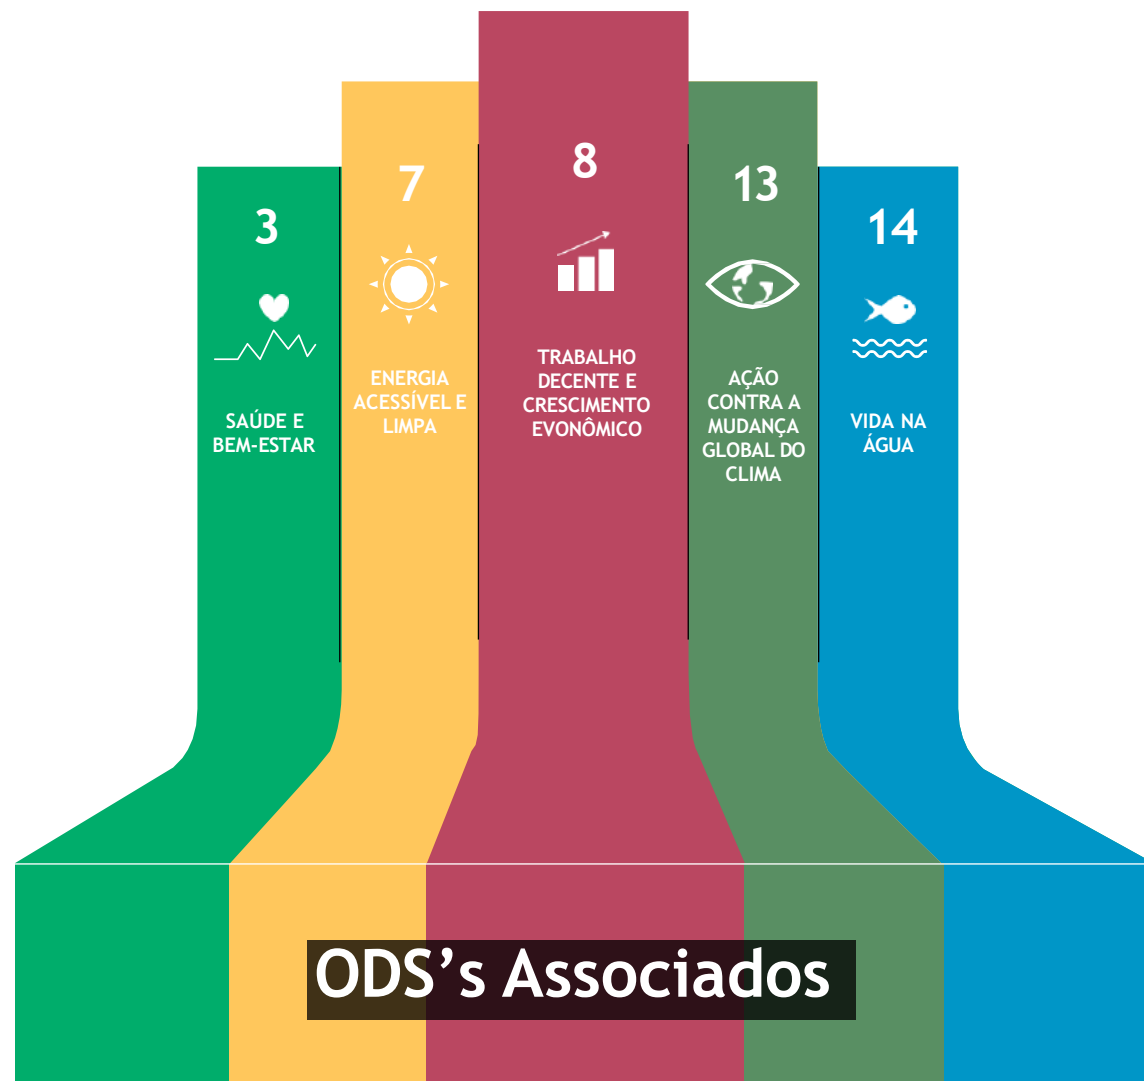 3
SAÚDE E
BEM-ESTAR
7
ENERGIA
ACESSÍVEL E
LIMPA
8
TRABALHO
DECENTE E
CRESCIMENTO
EVONÔMICO
13
AÇÃO
CONTRA A
MUDANÇA
GLOBAL DO
CLIMA
14
VIDA NA
ÁGUA
ODS’s Associados